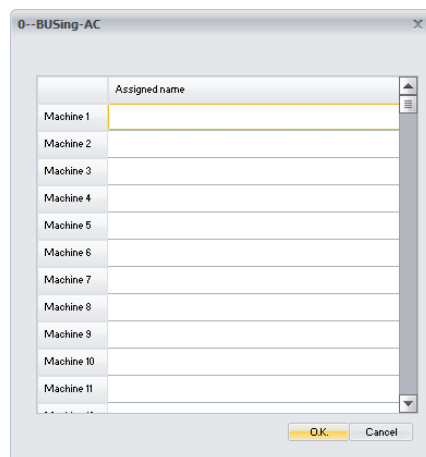 0--BUSing-AC
Assigned name
Machine 1
Machine 2
Machine 3
Machine 4
Machine 5
Machine 6
Machine 7
Machine 8
Machine 9
Machine 10
Machine 11
O.K. Cancel